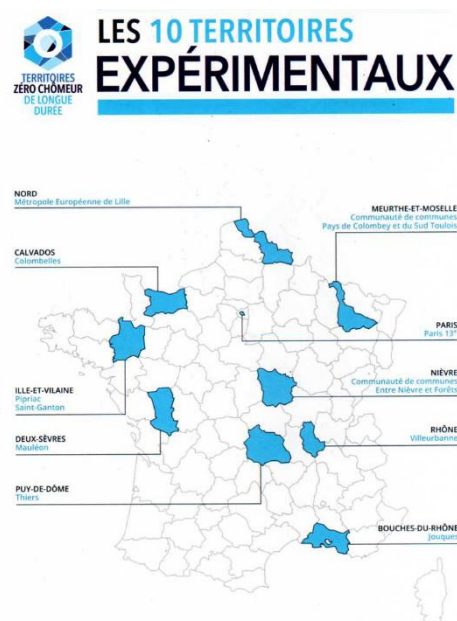 LES 10 TERRITOIRES
EXPÉRIMENTAUX
TERRITOIRES
ZÉRO CHÔMEUR
DE LONGUE
DURÉE
NORD
Métropole Européenne de Lille
MEURTHE-ET-MOSELLE
Communauté de communes
Pays de Colombey et du Sud Toulois
CALVADOS
Colombelles
PARIS
Paris 13e
ILLE-ET-VILAINE
Pipriac
Saint-Ganton
NIÈVRE
Communauté de communes
Entre Nièvre et Forêts
DEUX-SÈVRES
Mauléon
RHÔNE
Villeurbanne
PUY-DE-DÔME
Thiers
BOUCHES-DU-RHÔNE
Jouques